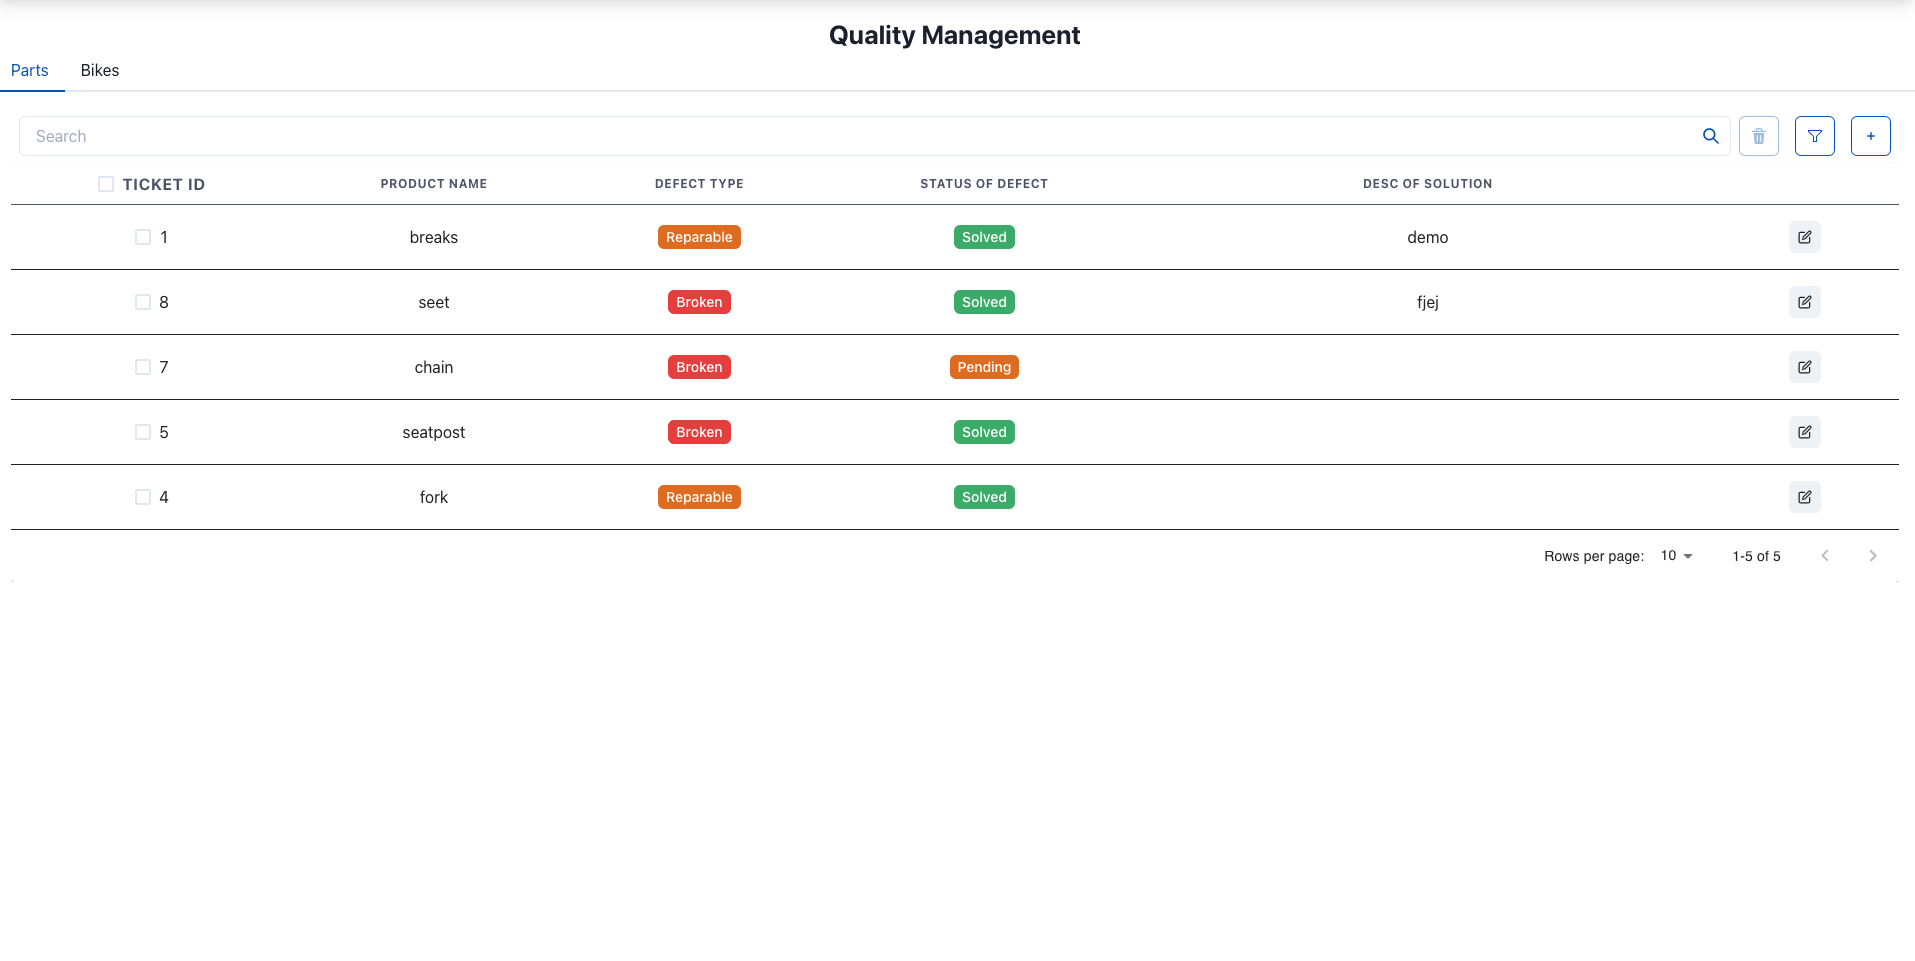 Quality Management
Parts Bikes
Search +
TICKET ID PRODUCT NAME DEFECT TYPE STATUS OF DEFECT DESC OF SOLUTION
1 breaks Reparable Solved demo
8 seet Broken Solved fjej
7 chain Broken Pending
5 seatpost Broken Solved
4 fork Reparable Solved
Rows per page: 10 1-5 of 5